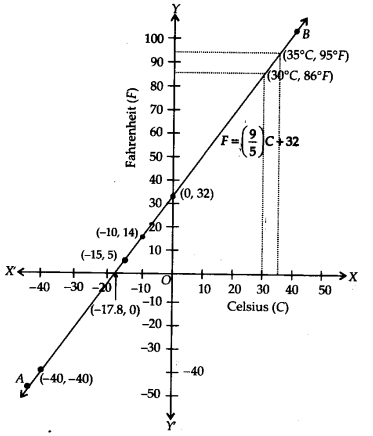 Y
B
100
(35°C, 95°F)
90
(30°C, 86°F)
80
70
Fahrenheit (F)
60
F = (9/5) C + 32
50
40
(0, 32)
30
20
(-10, 14)
10
(-15, 5)
X'
O
X
-40 -30 -20 10 20 30 40 50
-10
Celsius (C)
(-17.8, 0)
-20
-30
A
(-40, -40)
-40
-50
Y'